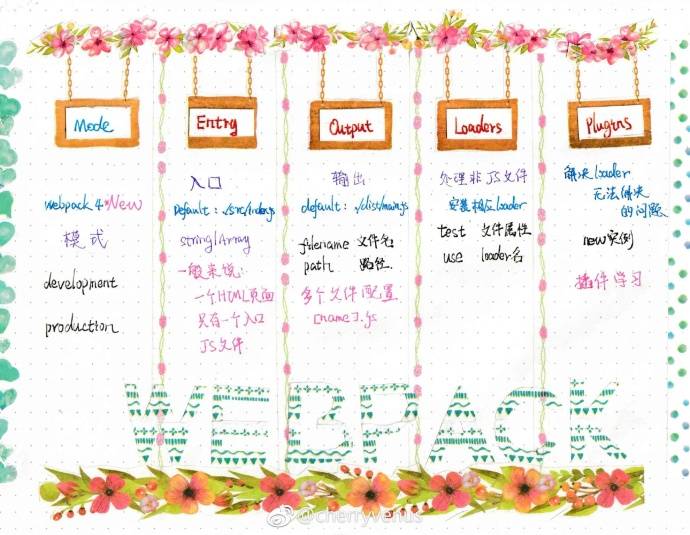 Mode
webpack 4 *New
模式
development
production
Entry
入口
Default: ./src/index.js
string|Array
一般来说:
一个HTML页面
只有一个入口
JS文件
Output
输出
default: ./dist/main.js
filename 文件名
path 路径.
多个文件配置
[name].js
Loaders
处理非JS文件
安装相应loader
test 文件属性
use loader名
Plugins
解决loader
无法解决
的问题
new实例
插件学习
WEBPACK
@cherryvenus